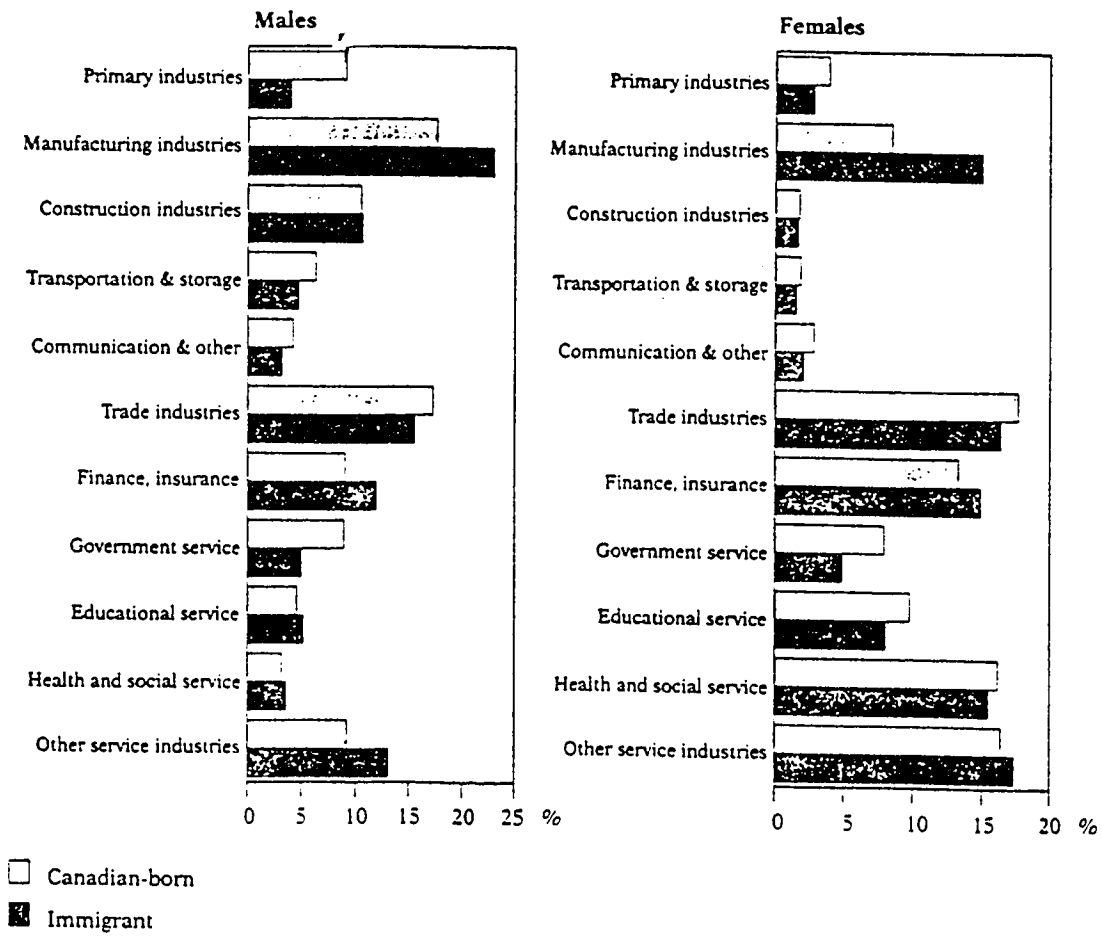 Males
Primary industries
Manufacturing industries
Construction industries
Transportation & storage
Communication & other
Trade industries
Finance, insurance
Government service
Educational service
Health and social service
Other service industries
0 5 10 15 20 25 %
Females
Primary industries
Manufacturing industries
Construction industries
Transportation & storage
Communication & other
Trade industries
Finance, insurance
Government service
Educational service
Health and social service
Other service industries
0 5 10 15 20 %
Canadian-born
Immigrant